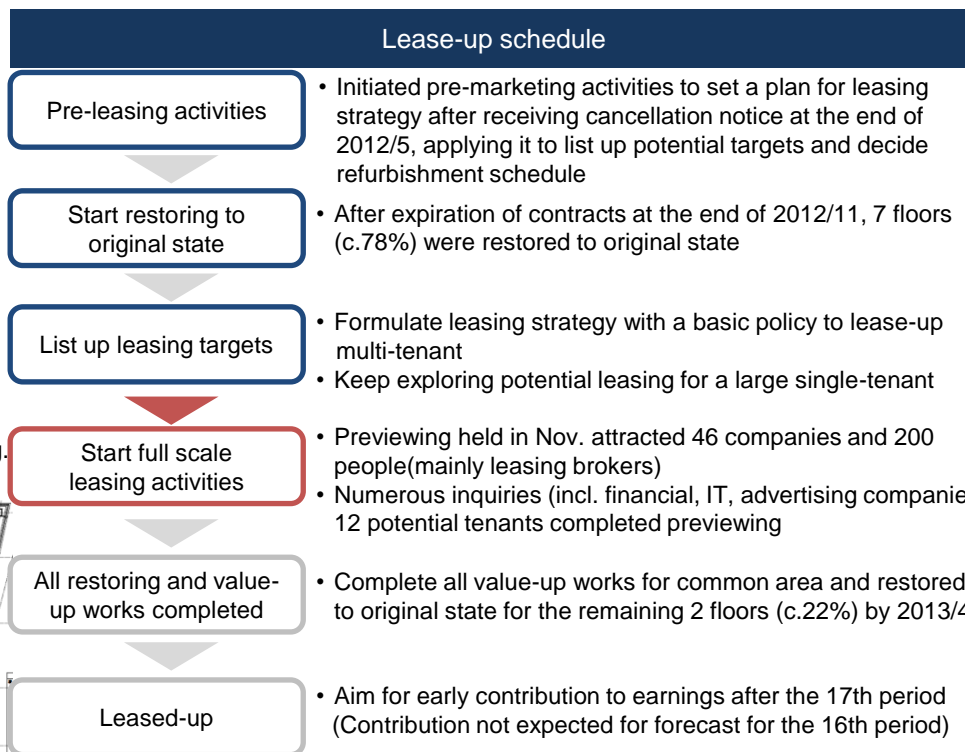 Lease-up schedule
Pre-leasing activities
• Initiated pre-marketing activities to set a plan for leasing
strategy after receiving cancellation notice at the end of
2012/5, applying it to list up potential targets and decide
refurbishment schedule
Start restoring to
original state
• After expiration of contracts at the end of 2012/11, 7 floors
(c.78%) were restored to original state
List up leasing targets
• Formulate leasing strategy with a basic policy to lease-up
multi-tenant
• Keep exploring potential leasing for a large single-tenant
Start full scale
leasing activities
• Previewing held in Nov. attracted 46 companies and 200
people(mainly leasing brokers)
• Numerous inquiries (incl. financial, IT, advertising companie
12 potential tenants completed previewing
All restoring and value-
up works completed
• Complete all value-up works for common area and restored
to original state for the remaining 2 floors (c.22%) by 2013/4
Leased-up
• Aim for early contribution to earnings after the 17th period
(Contribution not expected for forecast for the 16th period)